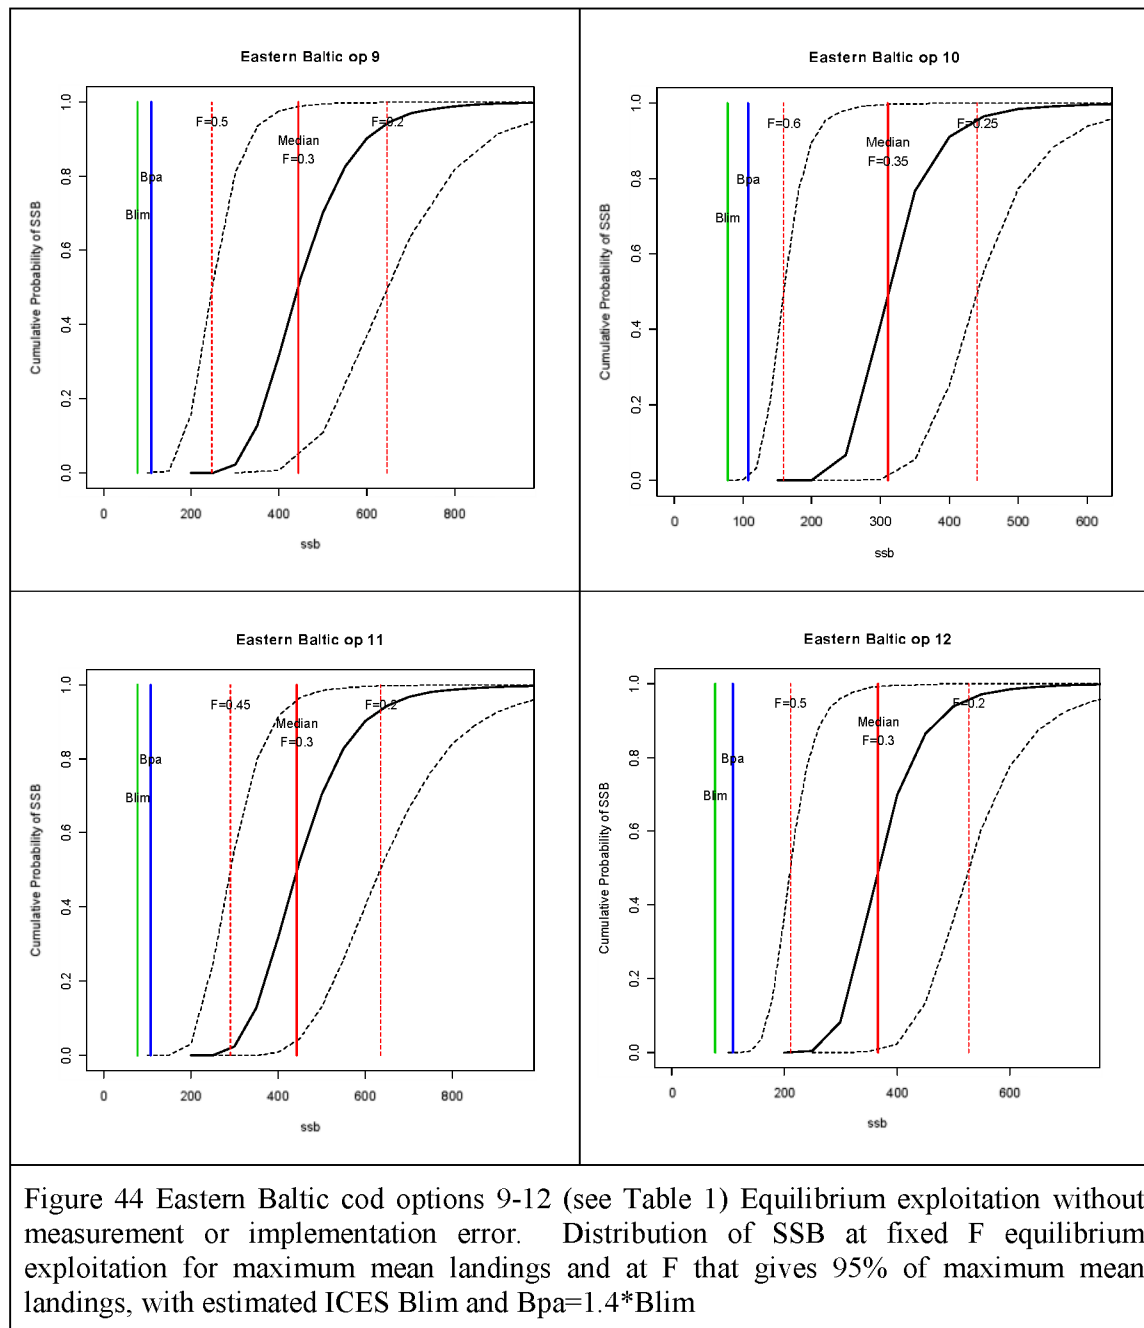 Eastern Baltic op 9
Cumulative Probability of SSB
1.0
0.8
0.6
0.4
0.2
0.0
F=0.5
F=0.2
Median
F=0.3
Bpa
Blim
0 200 400 600 800
ssb
Eastern Baltic op 10
Cumulative Probability of SSB
1.0
0.8
0.6
0.4
0.2
0.0
F=0.6
F=0.25
Median
F=0.35
Bpa
Blim
0 100 200 300 400 500 600
ssb
Eastern Baltic op 11
Cumulative Probability of SSB
1.0
0.8
0.6
0.4
0.2
0.0
F=0.45
F=0.2
Median
F=0.3
Bpa
Blim
0 200 400 600 800
ssb
Eastern Baltic op 12
Cumulative Probability of SSB
1.0
0.8
0.6
0.4
0.2
0.0
F=0.5
F=0.2
Median
F=0.3
Bpa
Blim
0 200 400 600
ssb
Figure 44 Eastern Baltic cod options 9-12 (see Table 1) Equilibrium exploitation without
measurement or implementation error. Distribution of SSB at fixed F equilibrium
exploitation for maximum mean landings and at F that gives 95% of maximum mean
landings, with estimated ICES Blim and Bpa=1.4*Blim